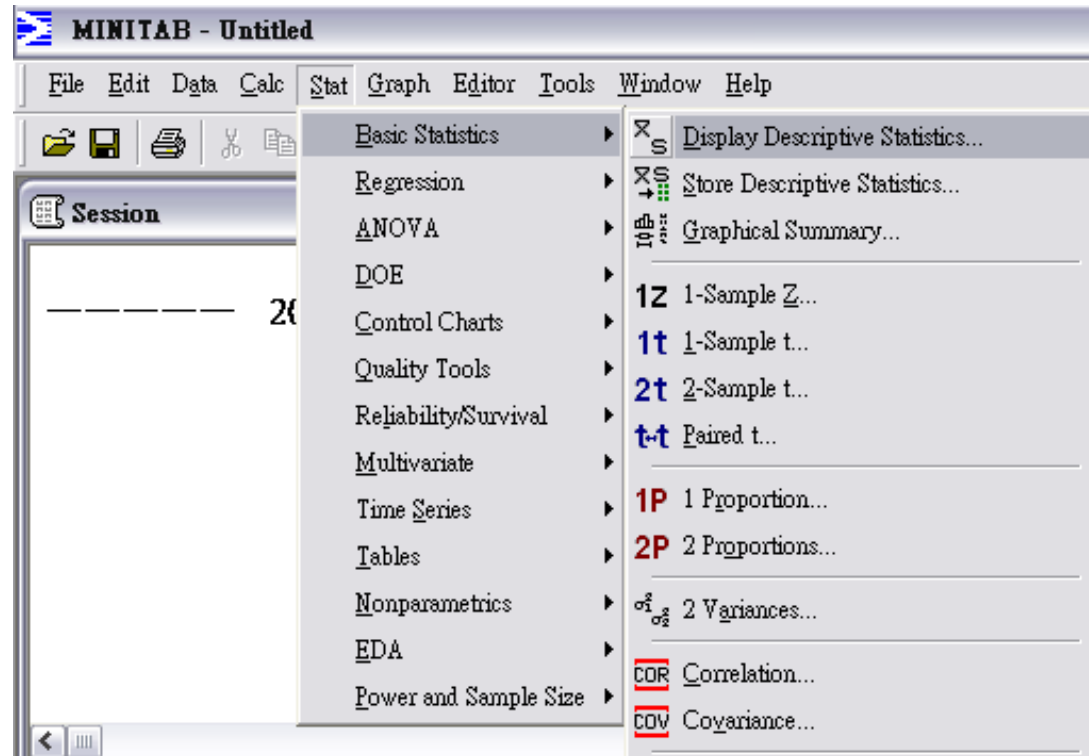 MINITAB - Untitled
File Edit Data Calc Stat Graph Editor Tools Window Help
Session
Basic Statistics
Regression
ANOVA
DOE
Control Charts
Quality Tools
Reliability/Survival
Multivariate
Time Series
Tables
Nonparametrics
EDA
Power and Sample Size
Display Descriptive Statistics...
Store Descriptive Statistics...
Graphical Summary...
1Z 1-Sample Z...
1t 1-Sample t...
2t 2-Sample t...
t-t Paired t...
1P 1 Proportion...
2P 2 Proportions...
2 Variances...
COR Correlation...
COV Covariance...